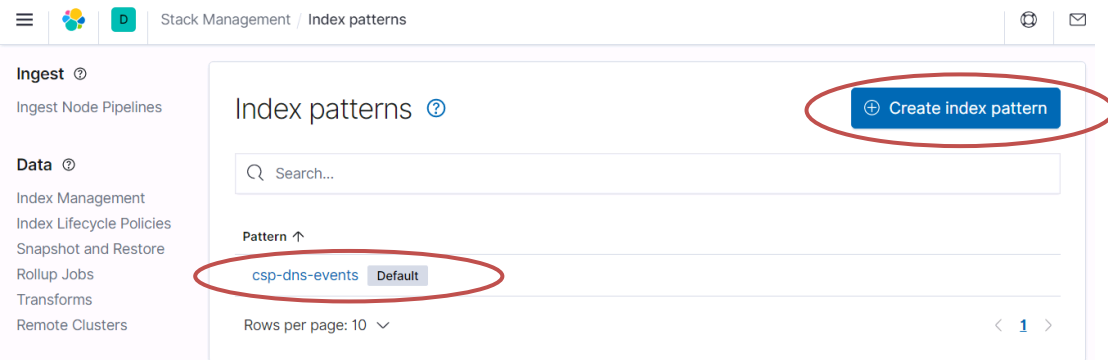 D Stack Management / Index patterns
Ingest
Ingest Node Pipelines
Data
Index Management
Index Lifecycle Policies
Snapshot and Restore
Rollup Jobs
Transforms
Remote Clusters
Index patterns
Create index pattern
Search...
Pattern
csp-dns-events Default
Rows per page: 10
1